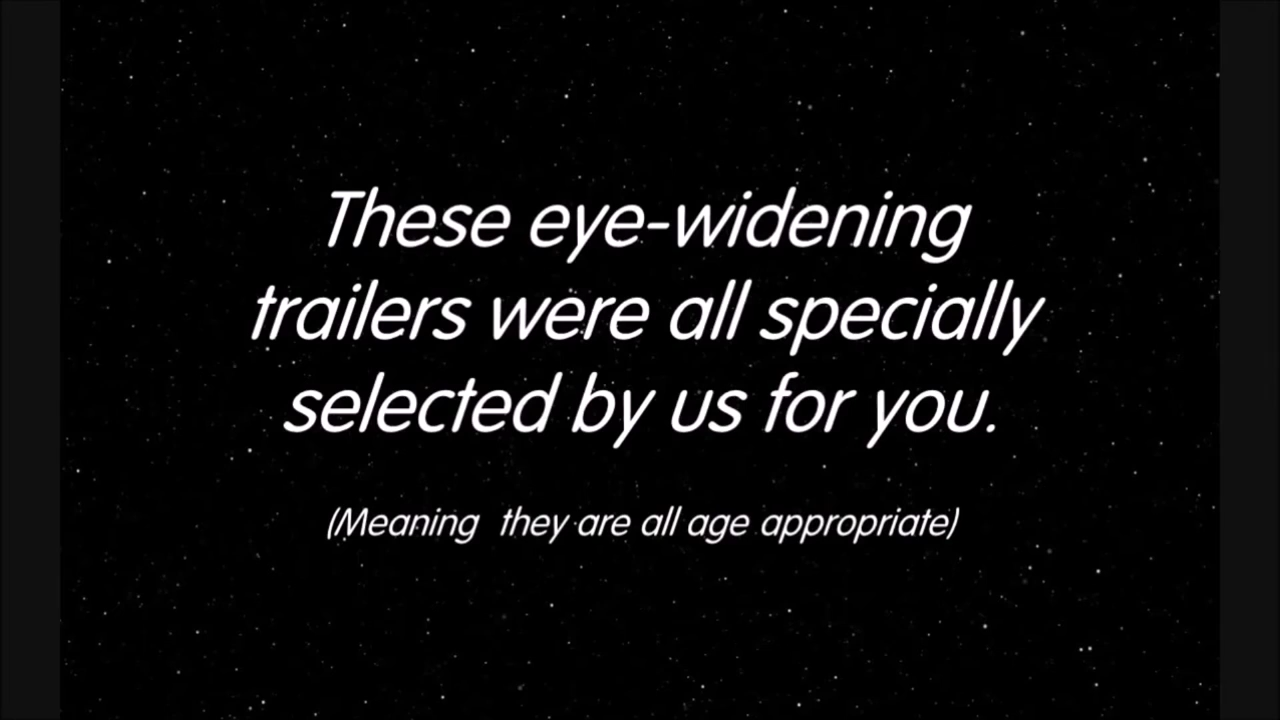 These eye-widening
trailers were all specially
selected by us for you.
(Meaning they are all age appropriate)